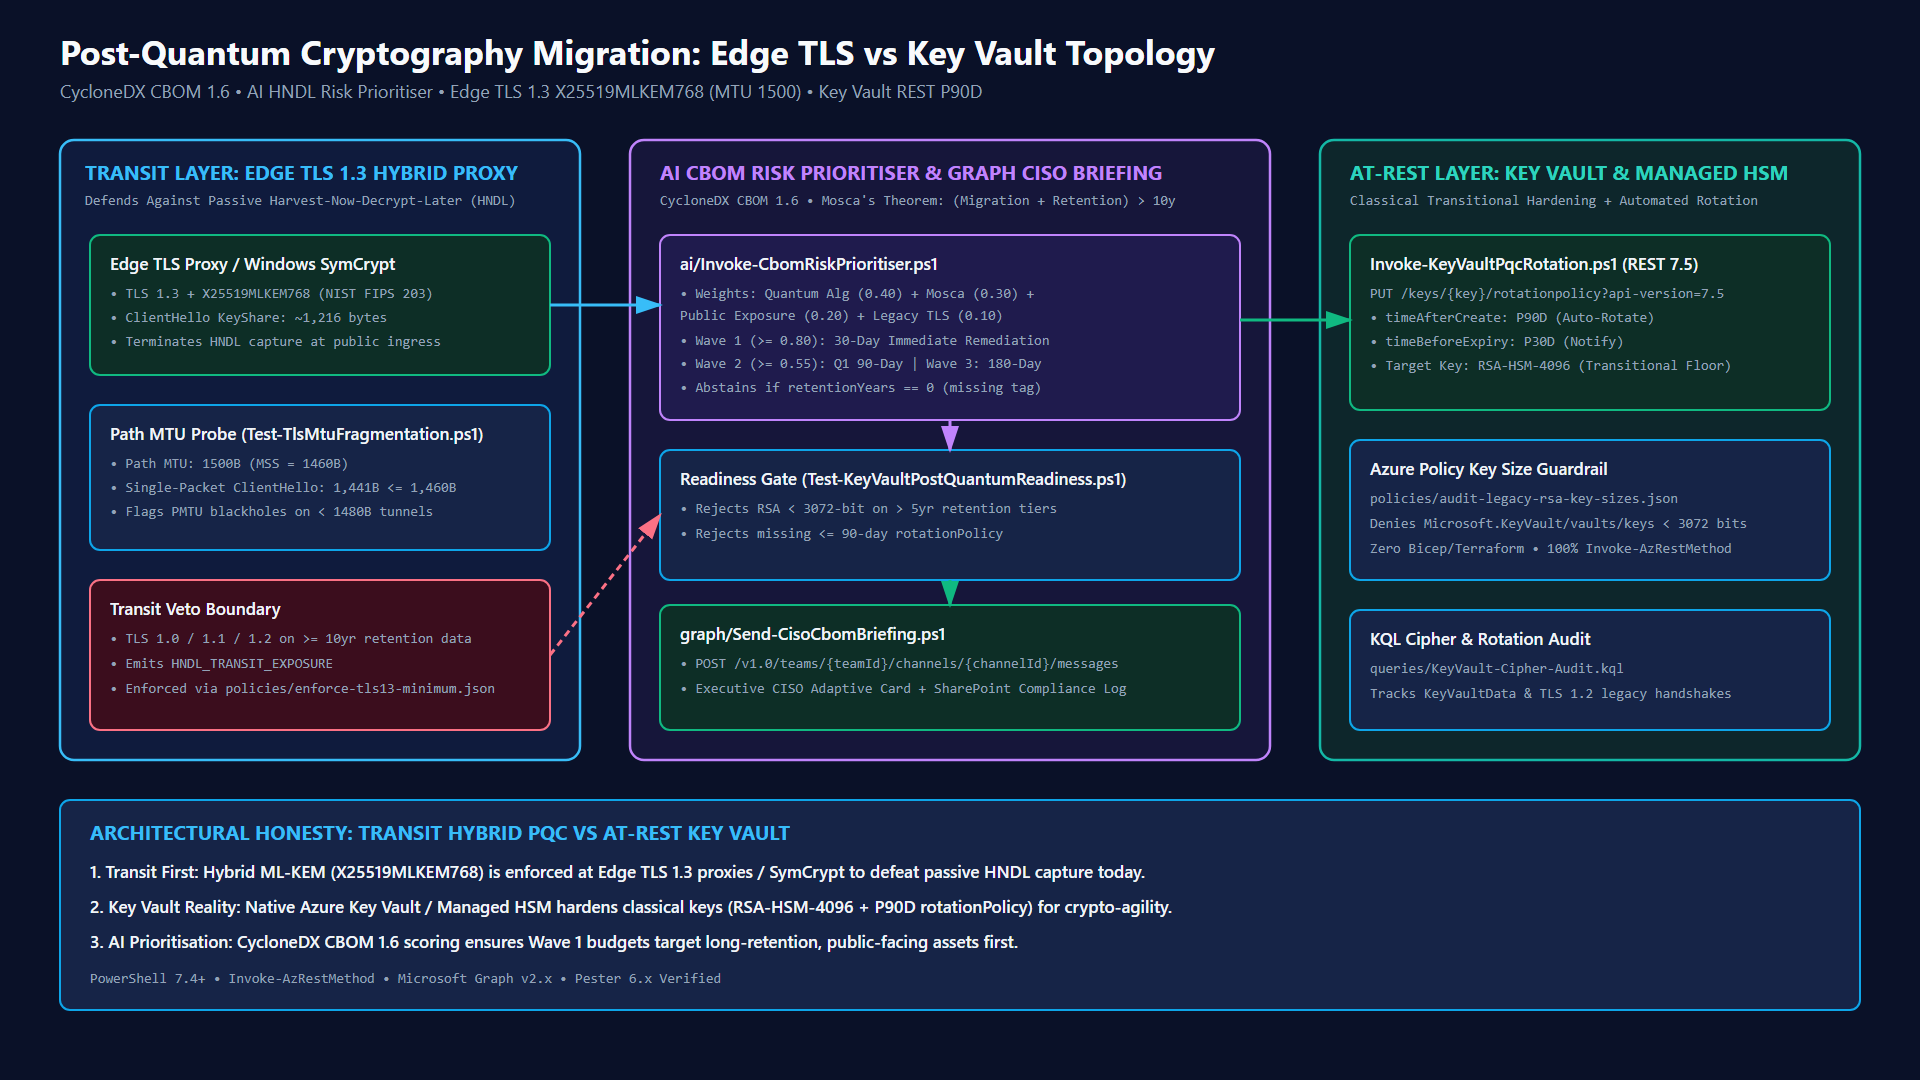 Post-Quantum Cryptography Migration: Edge TLS vs Key Vault Topology
CycloneDX CBOM 1.6 • AI HNDL Risk Prioritiser • Edge TLS 1.3 X25519MLKEM768 (MTU 1500) • Key Vault REST P90D
TRANSIT LAYER: EDGE TLS 1.3 HYBRID PROXY
Defends Against Passive Harvest-Now-Decrypt-Later (HNDL)
Edge TLS Proxy / Windows SymCrypt
• TLS 1.3 + X25519MLKEM768 (NIST FIPS 203)
• ClientHello KeyShare: ~1,216 bytes
• Terminates HNDL capture at public ingress
Path MTU Probe (Test-TlsMtuFragmentation.ps1)
• Path MTU: 1500B (MSS = 1460B)
• Single-Packet ClientHello: 1,441B <= 1,460B
• Flags PMTU blackholes on < 1480B tunnels
Transit Veto Boundary
• TLS 1.0 / 1.1 / 1.2 on >= 10yr retention data
• Emits HNDL_TRANSIT_EXPOSURE
• Enforced via policies/enforce-tls13-minimum.json
AI CBOM RISK PRIORITISER & GRAPH CISO BRIEFING
CycloneDX CBOM 1.6 • Mosca's Theorem: (Migration + Retention) > 10y
ai/Invoke-CbomRiskPrioritiser.ps1
• Weights: Quantum Alg (0.40) + Mosca (0.30) +
Public Exposure (0.20) + Legacy TLS (0.10)
• Wave 1 (>= 0.80): 30-Day Immediate Remediation
• Wave 2 (>= 0.55): Q1 90-Day | Wave 3: 180-Day
• Abstains if retentionYears == 0 (missing tag)
Readiness Gate (Test-KeyVaultPostQuantumReadiness.ps1)
• Rejects RSA < 3072-bit on > 5yr retention tiers
• Rejects missing <= 90-day rotationPolicy
graph/Send-CisoCbomBriefing.ps1
• POST /v1.0/teams/{teamId}/channels/{channelId}/messages
• Executive CISO Adaptive Card + SharePoint Compliance Log
AT-REST LAYER: KEY VAULT & MANAGED HSM
Classical Transitional Hardening + Automated Rotation
Invoke-KeyVaultPqcRotation.ps1 (REST 7.5)
PUT /keys/{key}/rotationpolicy?api-version=7.5
• timeAfterCreate: P90D (Auto-Rotate)
• timeBeforeExpiry: P30D (Notify)
• Target Key: RSA-HSM-4096 (Transitional Floor)
Azure Policy Key Size Guardrail
policies/audit-legacy-rsa-key-sizes.json
Denies Microsoft.KeyVault/vaults/keys < 3072 bits
Zero Bicep/Terraform • 100% Invoke-AzRestMethod
KQL Cipher & Rotation Audit
queries/KeyVault-Cipher-Audit.kql
Tracks KeyVaultData & TLS 1.2 legacy handshakes
ARCHITECTURAL HONESTY: TRANSIT HYBRID PQC VS AT-REST KEY VAULT
1. Transit First: Hybrid ML-KEM (X25519MLKEM768) is enforced at Edge TLS 1.3 proxies / SymCrypt to defeat passive HNDL capture today.
2. Key Vault Reality: Native Azure Key Vault / Managed HSM hardens classical keys (RSA-HSM-4096 + P90D rotationPolicy) for crypto-agility.
3. AI Prioritisation: CycloneDX CBOM 1.6 scoring ensures Wave 1 budgets target long-retention, public-facing assets first.
PowerShell 7.4+ • Invoke-AzRestMethod • Microsoft Graph v2.x • Pester 6.x Verified